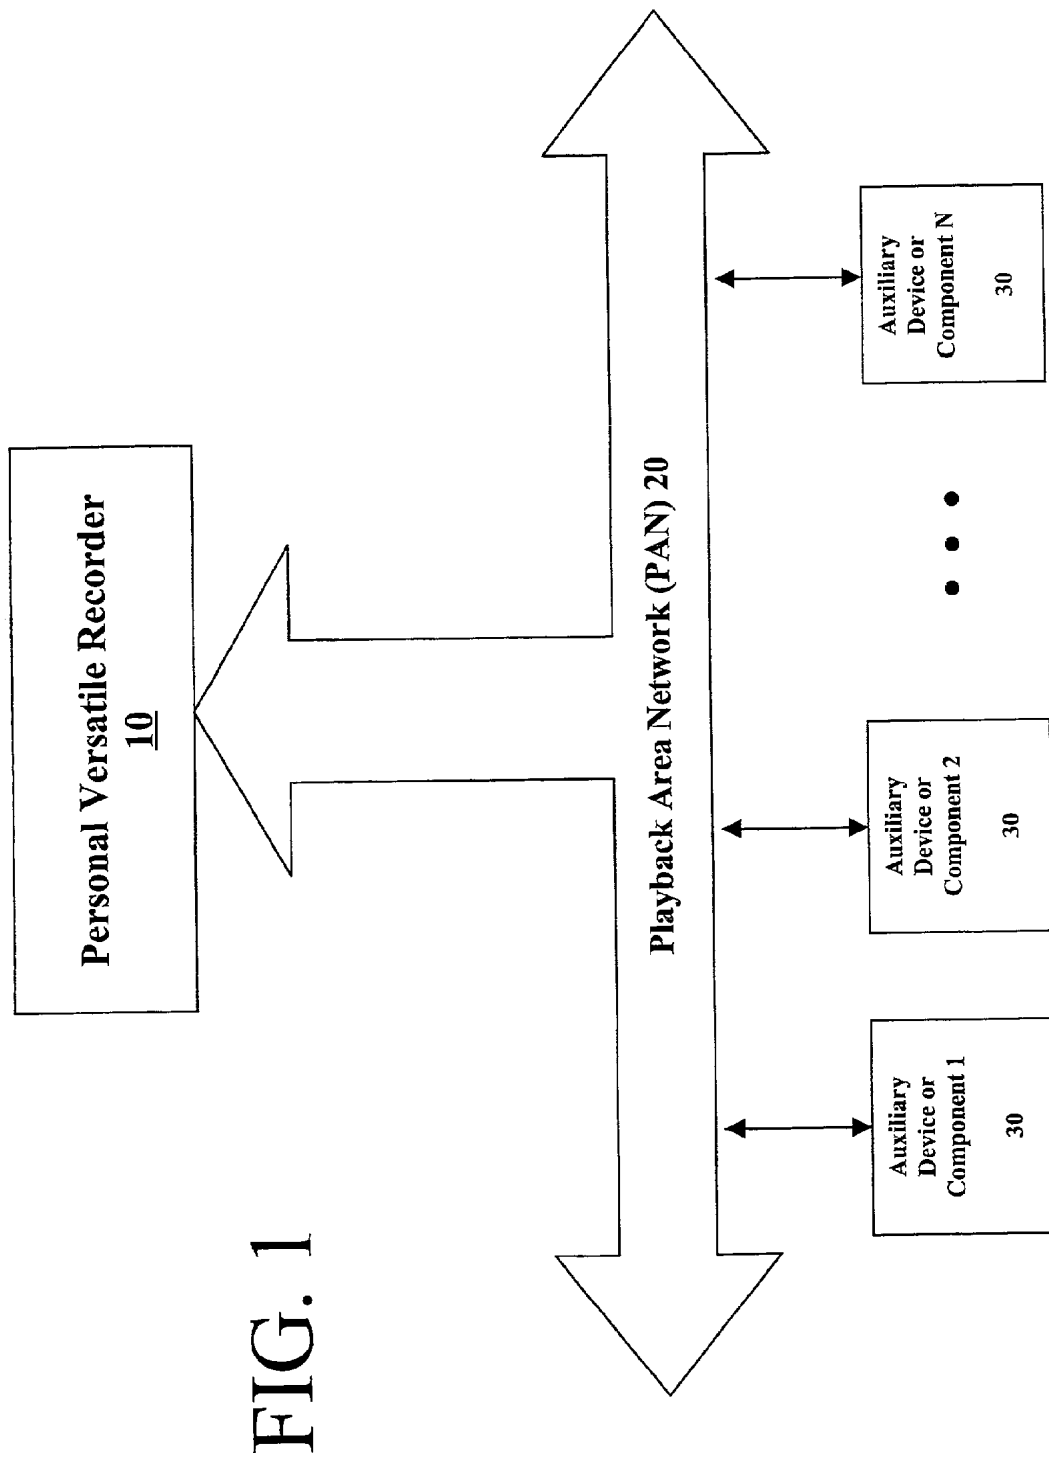 FIG. 1
Personal Versatile Recorder
10
Playback Area Network (PAN) 20
Auxiliary
Device or
Component 1
30
Auxiliary
Device or
Component 2
30
Auxiliary
Device or
Component N
30